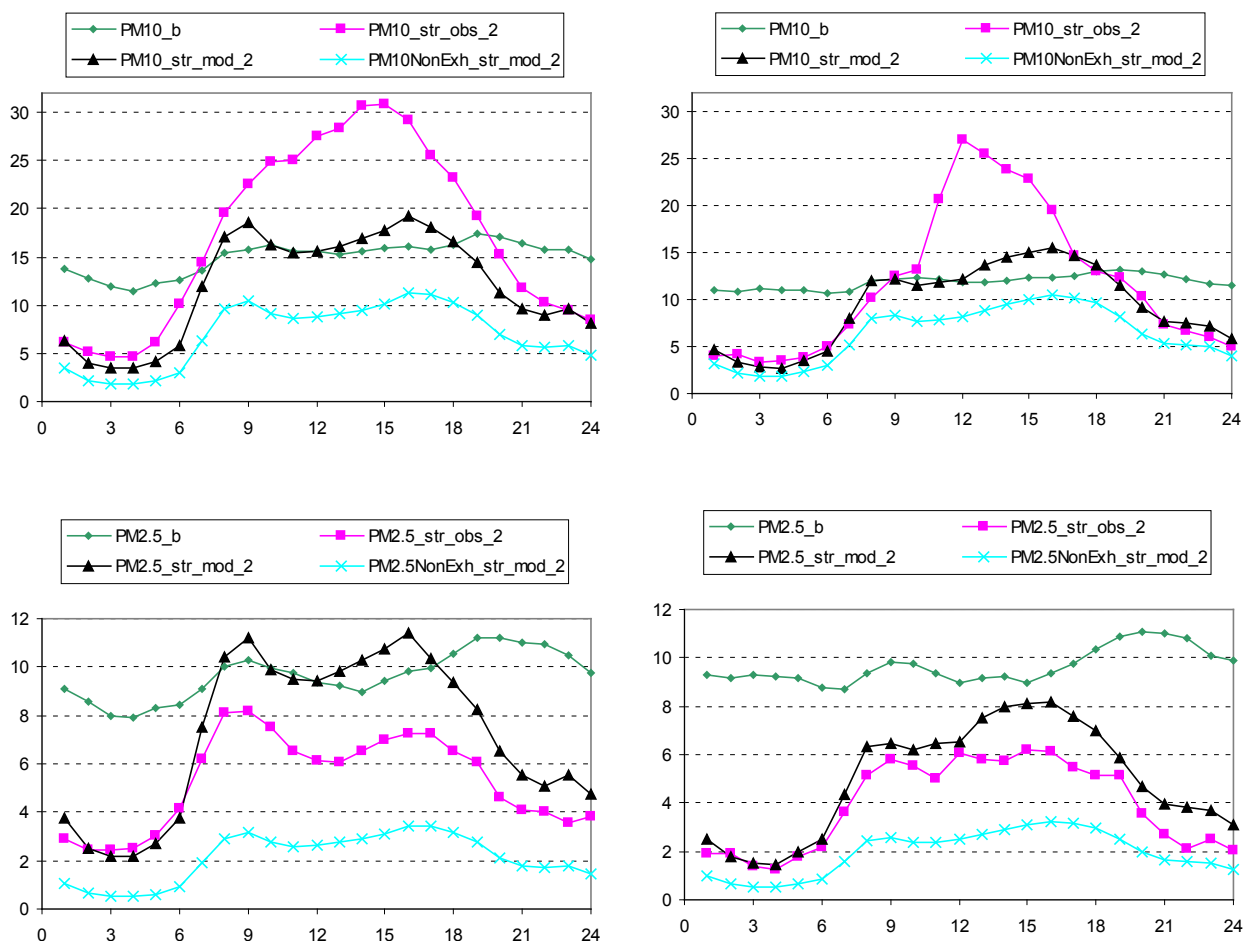 PM10_b PM10_str_obs_2
PM10_str_mod_2 PM10NonExh_str_mod_2
30
25
20
15
10
5
0
0 3 6 9 12 15 18 21 24
PM10_b PM10_str_obs_2
PM10_str_mod_2 PM10NonExh_str_mod_2
30
25
20
15
10
5
0
0 3 6 9 12 15 18 21 24
PM2.5_b PM2.5_str_obs_2
PM2.5_str_mod_2 PM2.5NonExh_str_mod_2
12
10
8
6
4
2
0
0 3 6 9 12 15 18 21 24
PM2.5_b PM2.5_str_obs_2
PM2.5_str_mod_2 PM2.5NonExh_str_mod_2
12
10
8
6
4
2
0
0 3 6 9 12 15 18 21 24